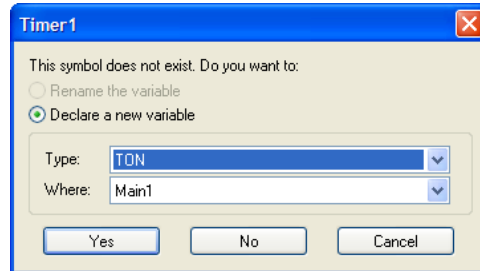 Timer1
This symbol does not exist. Do you want to:
Rename the variable
Declare a new variable
Type: TON
Where: Main1
Yes No Cancel